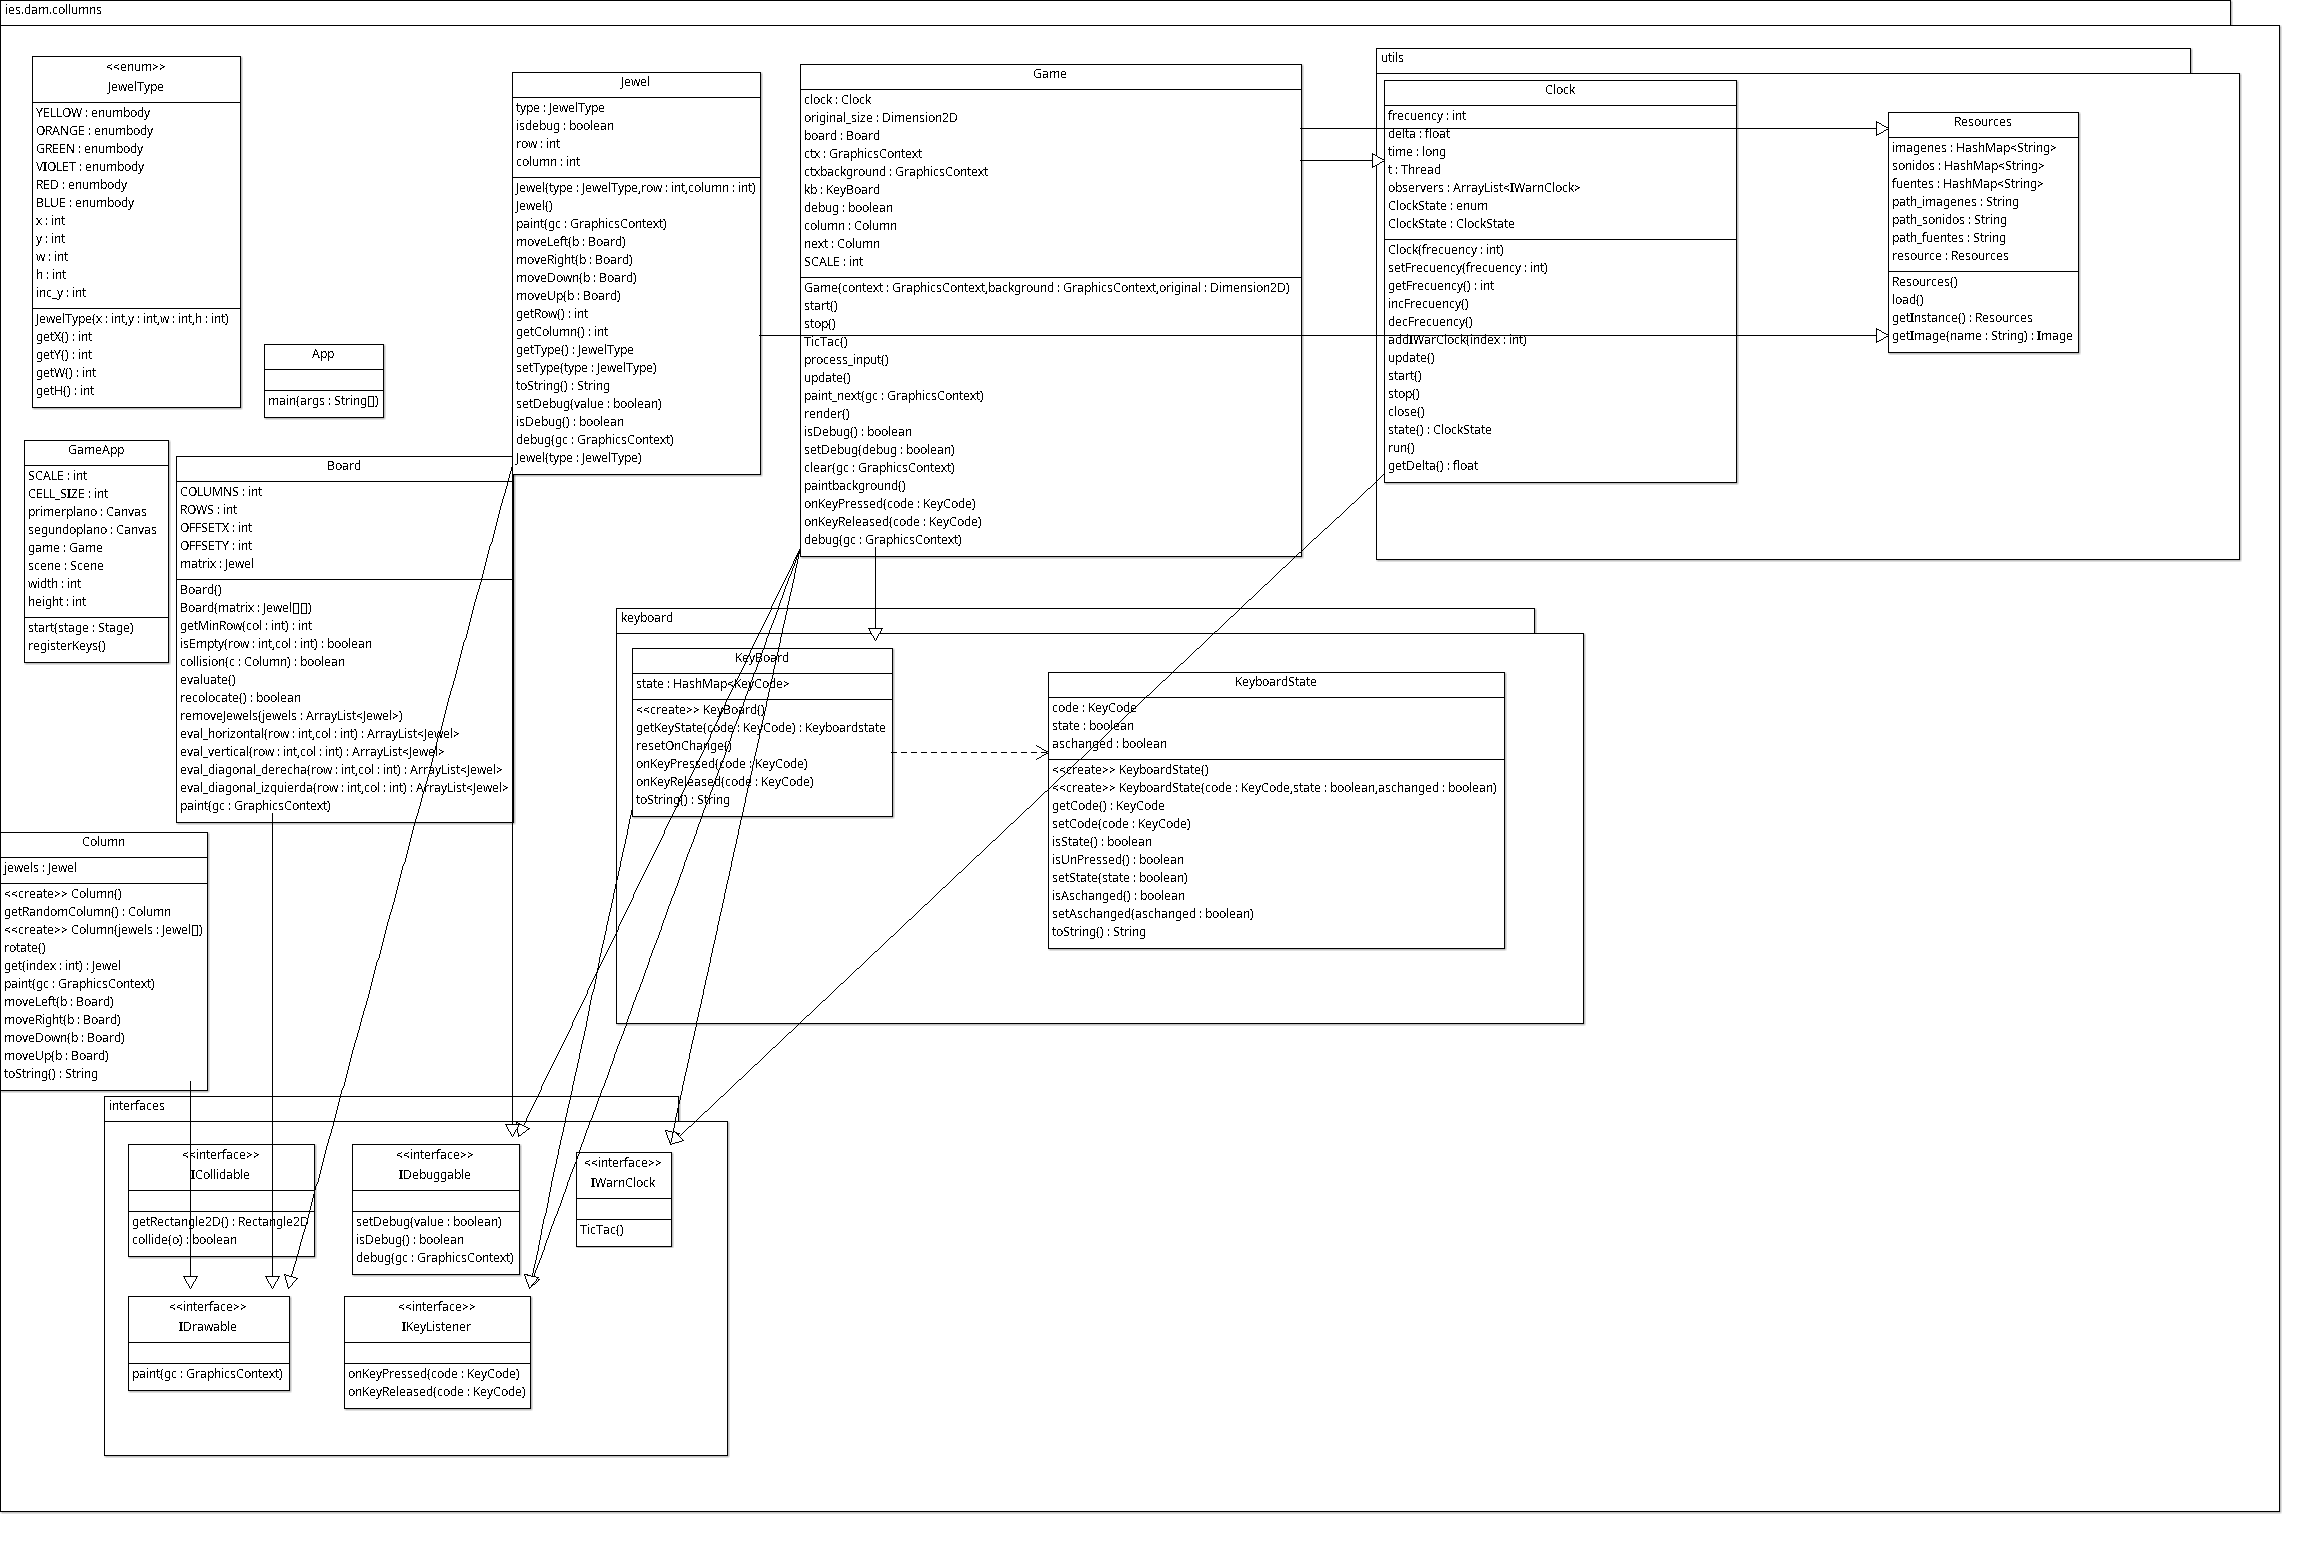 ies.dam.collumns
<<enum>>
JewelType
YELLOW : enumbody
ORANGE : enumbody
GREEN : enumbody
VIOLET : enumbody
RED : enumbody
BLUE : enumbody
x : int
y : int
w : int
h : int
inc_y : int
JewelType(x : int,y : int,w : int,h : int)
getX() : int
getY() : int
getW() : int
getH() : int
App
main(args : String[])
Jewel
type : JewelType
isdebug : boolean
row : int
column : int
Jewel(type : JewelType,row : int,column : int)
Jewel()
paint(gc : GraphicsContext)
moveLeft(b : Board)
moveRight(b : Board)
moveDown(b : Board)
moveUp(b : Board)
getRow() : int
getColumn() : int
getType() : JewelType
setType(type : JewelType)
toString() : String
setDebug(value : boolean)
isDebug() : boolean
debug(gc : GraphicsContext)
Jewel(type : JewelType)
Game
clock : Clock
original_size : Dimension2D
board : Board
ctx : GraphicsContext
ctxbackground : GraphicsContext
kb : KeyBoard
debug : boolean
column : Column
next : Column
SCALE : int
Game(context : GraphicsContext,background : GraphicsContext,original : Dimension2D)
start()
stop()
TicTac()
process_input()
update()
paint_next(gc : GraphicsContext)
render()
isDebug() : boolean
setDebug(debug : boolean)
clear(gc : GraphicsContext)
paintbackground()
onKeyPressed(code : KeyCode)
onKeyReleased(code : KeyCode)
debug(gc : GraphicsContext)
utils
Clock
frecuency : int
delta : float
time : long
t : Thread
observers : ArrayList<IWarnClock>
ClockState : enum
ClockState : ClockState
Clock(frecuency : int)
setFrecuency(frecuency : int)
getFrecuency() : int
incFrecuency()
decFrecuency()
addIWarClock(index : int)
update()
start()
stop()
close()
state() : ClockState
run()
getDelta() : float
Resources
imagenes : HashMap<String>
sonidos : HashMap<String>
fuentes : HashMap<String>
path_imagenes : String
path_sonidos : String
path_fuentes : String
resource : Resources
Resources()
load()
getInstance() : Resources
getImage(name : String) : Image
GameApp
SCALE : int
CELL_SIZE : int
primerplano : Canvas
segundoplano : Canvas
game : Game
scene : Scene
width : int
height : int
start(stage : Stage)
registerKeys()
Board
COLUMNS : int
ROWS : int
OFFSETX : int
OFFSETY : int
matrix : Jewel
Board()
Board(matrix : Jewel[][])
getMinRow(col : int) : int
isEmpty(row : int,col : int) : boolean
collision(c : Column) : boolean
evaluate()
recolocate() : boolean
removeJewels(jewels : ArrayList<Jewel>)
eval_horizontal(row : int,col : int) : ArrayList<Jewel>
eval_vertical(row : int,col : int) : ArrayList<Jewel>
eval_diagonal_derecha(row : int,col : int) : ArrayList<Jewel>
eval_diagonal_izquierda(row : int,col : int) : ArrayList<Jewel>
paint(gc : GraphicsContext)
keyboard
KeyBoard
state : HashMap<KeyCode>
<<create>> KeyBoard()
getKeyState(code : KeyCode) : Keyboardstate
resetOnChange()
onKeyPressed(code : KeyCode)
onKeyReleased(code : KeyCode)
toString() : String
KeyboardState
code : KeyCode
state : boolean
aschanged : boolean
<<create>> KeyboardState()
<<create>> KeyboardState(code : KeyCode,state : boolean,aschanged : boolean)
getCode() : KeyCode
setCode(code : KeyCode)
isState() : boolean
isUnPressed() : boolean
setState(state : boolean)
isAschanged() : boolean
setAschanged(aschanged : boolean)
toString() : String
Column
jewels : Jewel
<<create>> Column()
getRandomColumn() : Column
<<create>> Column(jewels : Jewel[])
rotate()
get(index : int) : Jewel
paint(gc : GraphicsContext)
moveLeft(b : Board)
moveRight(b : Board)
moveDown(b : Board)
moveUp(b : Board)
toString() : String
interfaces
<<interface>>
ICollidable
getRectangle2D() : Rectangle2D
collide(o) : boolean
<<interface>>
IDebuggable
setDebug(value : boolean)
isDebug() : boolean
debug(gc : GraphicsContext)
<<interface>>
IWarnClock
TicTac()
<<interface>>
IDrawable
paint(gc : GraphicsContext)
<<interface>>
IKeyListener
onKeyPressed(code : KeyCode)
onKeyReleased(code : KeyCode)